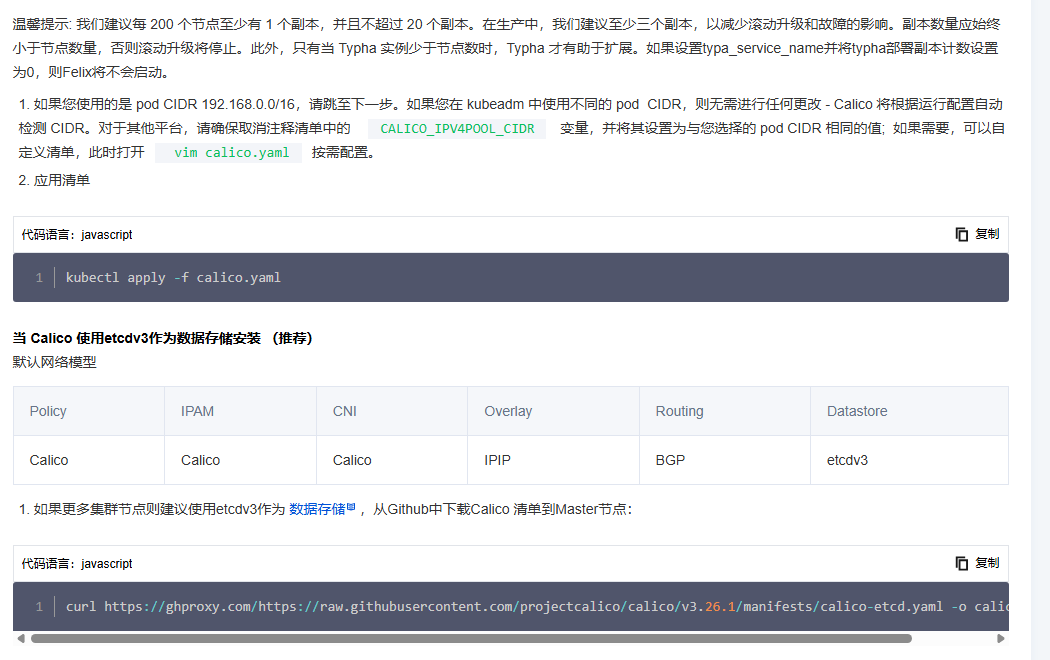 温馨提示: 我们建议每 200 个节点至少有 1 个副本，并且不超过 20 个副本。在生产中，我们建议至少三个副本，以减少滚动升级和故障的影响。副本数量应始终
小于节点数量，否则滚动升级将停止。此外，只有当 Typha 实例少于节点数时，Typha 才有助于扩展。如果设置typa_service_name并将typha部署副本计数设置
为0，则Felix将不会启动。
1. 如果您使用的是 pod CIDR 192.168.0.0/16，请跳至下一步。如果您在 kubeadm 中使用不同的 pod  CIDR，则无需进行任何更改 - Calico 将根据运行配置自动
检测 CIDR。对于其他平台，请确保取消注释清单中的 CALICO_IPV4POOL_CIDR 变量，并将其设置为与您选择的 pod CIDR 相同的值; 如果需要，可以自
定义清单，此时打开 vim calico.yaml 按需配置。
2. 应用清单
代码语言：javascript 复制
1 kubectl apply -f calico.yaml
当 Calico 使用etcdv3作为数据存储安装 （推荐）
默认网络模型
Policy IPAM CNI Overlay Routing Datastore
Calico Calico Calico IPIP BGP etcdv3
1. 如果更多集群节点则建议使用etcdv3作为 数据存储，从Github中下载Calico 清单到Master节点：
代码语言：javascript 复制
1 curl https://ghproxy.com/https://raw.githubusercontent.com/projectcalico/calico/v3.26.1/manifests/calico-etcd.yaml -o calic